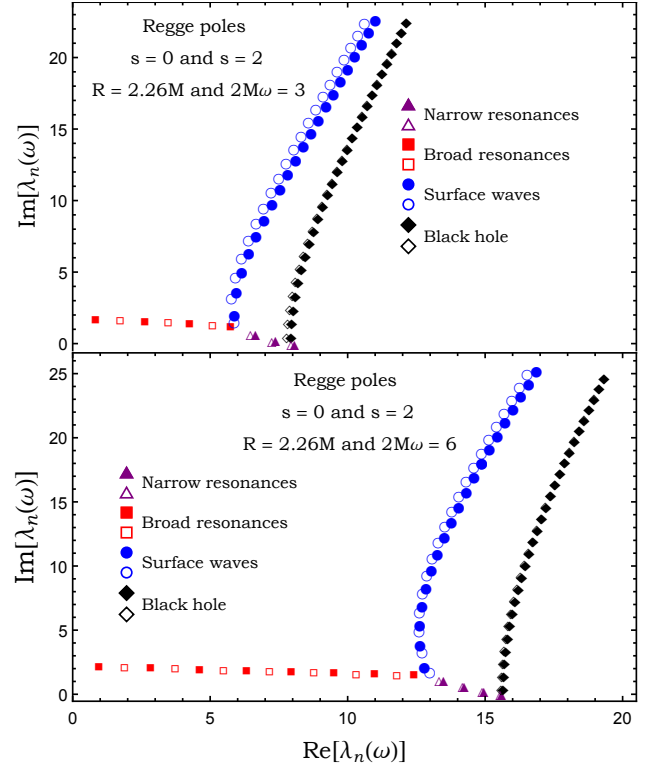 Regge poles
s = 0 and s = 2
R = 2.26M and 2Mω = 3
Narrow resonances
Broad resonances
Surface waves
Black hole
Im[λₙ(ω)]
20
15
10
5
0
Regge poles
s = 0 and s = 2
R = 2.26M and 2Mω = 6
Narrow resonances
Broad resonances
Surface waves
Black hole
Im[λₙ(ω)]
25
20
15
10
5
0
0 5 10 15 20
Re[λₙ(ω)]